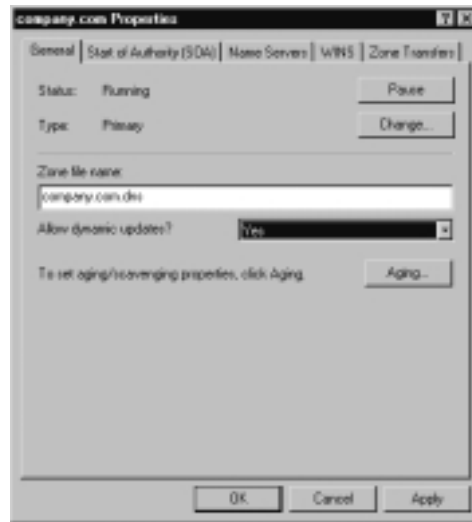 company.com Properties
General Start of Authority (SOA) Name Servers WINS Zone Transfers
Status: Running Pause
Type: Primary Change...
Zone file name:
company.com.dns
Allow dynamic updates? Yes
To set aging/scavenging properties, click Aging. Aging...
OK Cancel Apply